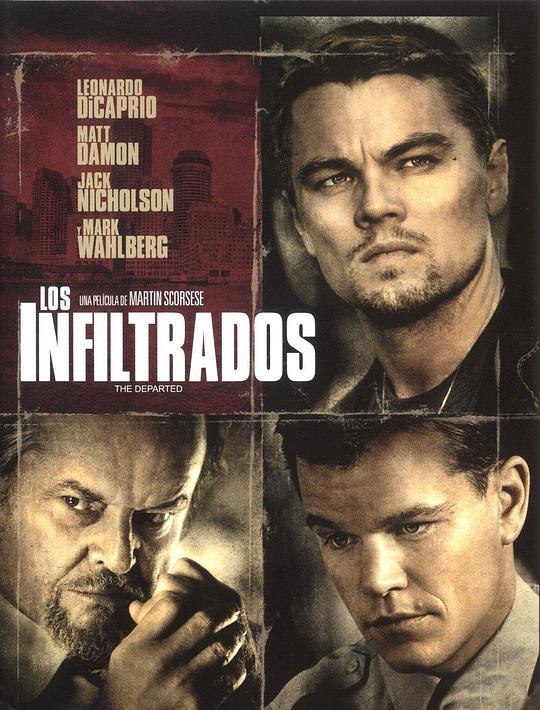 LEONARDO
DiCAPRIO
MATT
DAMON
JACK
NICHOLSON
Y MARK
WAHLBERG
LOS
UNA PELÍCULA DE MARTIN SCORSESE
INFILTRADOS
THE DEPARTED